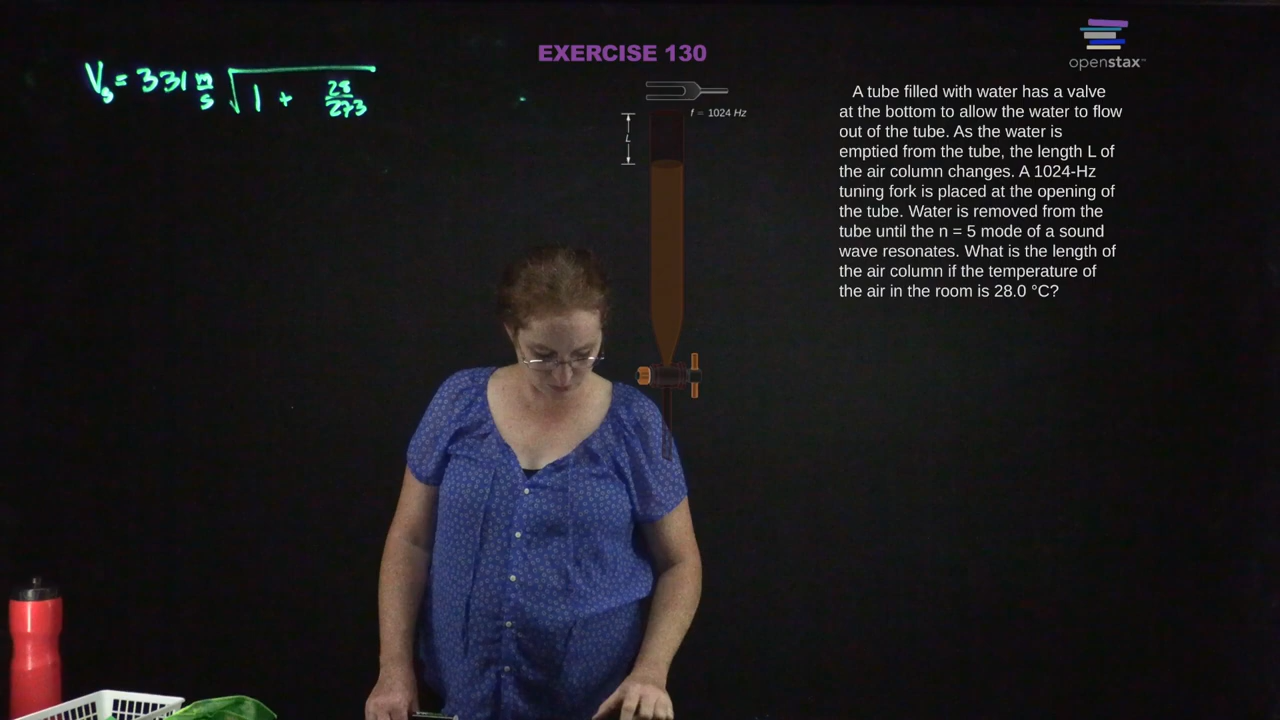 V_s = 331 m/s √(1 + 28/273)
EXERCISE 130
openstax™
f = 1024 Hz
L
A tube filled with water has a valve
at the bottom to allow the water to flow
out of the tube. As the water is
emptied from the tube, the length L of
the air column changes. A 1024-Hz
tuning fork is placed at the opening of
the tube. Water is removed from the
tube until the n = 5 mode of a sound
wave resonates. What is the length of
the air column if the temperature of
the air in the room is 28.0 °C?